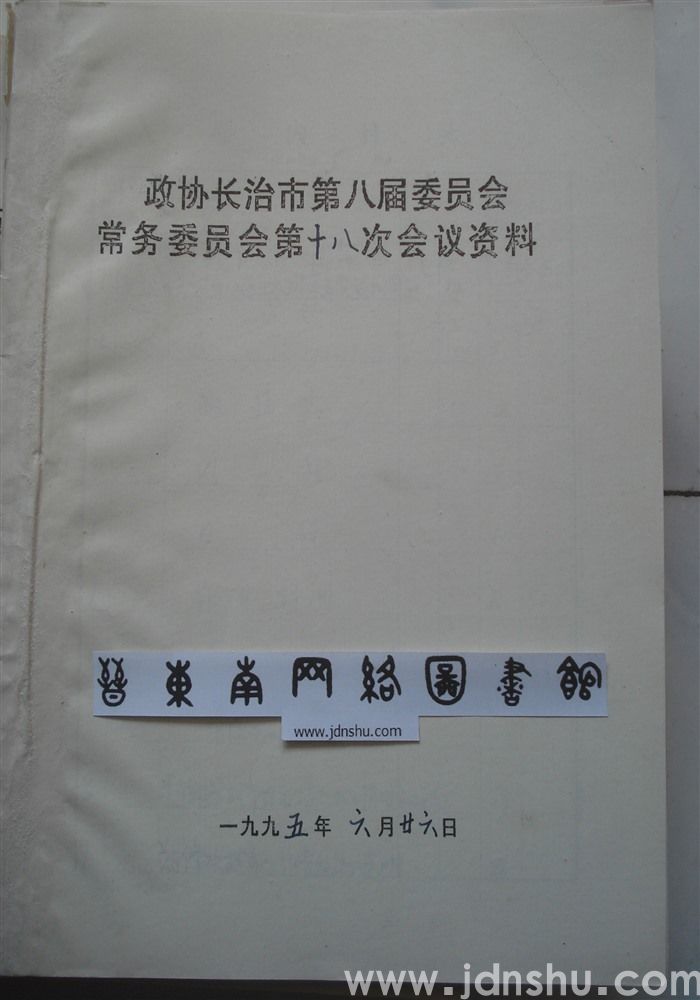 政协长治市第八届委员会
常务委员会第十八次会议资料
晋東南网络圖書館
www.jdnshu.com
一九九五年 六月廿六日
www.jdnshu.com